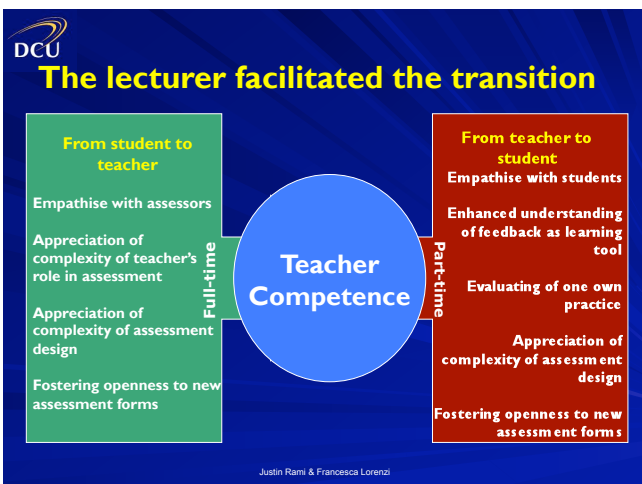 DCU
The lecturer facilitated the transition
From student to
teacher
Empathise with assessors
Appreciation of
complexity of teacher's
role in assessment
Appreciation of
complexity of assessment
design
Fostering openness to new
assessment forms
Full-time
Teacher
Competence
Part-time
From teacher to
student
Empathise with students
Enhanced understanding
of feedback as learning
tool
Evaluating of one own
practice
Appreciation of
complexity of assessment
design
Fostering openness to new
assessment forms
Justin Rami & Francesca Lorenzi